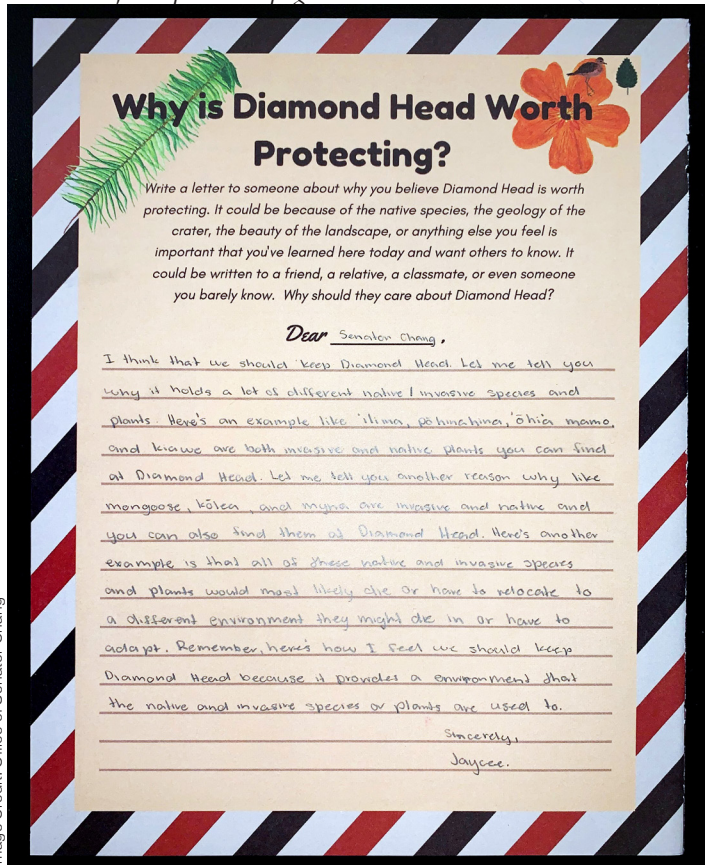 Why is Diamond Head Worth
Protecting?
Write a letter to someone about why you believe Diamond Head is worth
protecting. It could be because of the native species, the geology of the
crater, the beauty of the landscape, or anything else you feel is
important that you've learned here today and want others to know. It
could be written to a friend, a relative, a classmate, or even someone
you barely know. Why should they care about Diamond Head?
Dear Senator Chang,
I think that we should keep Diamond Head. Let me tell you
why it holds a lot of different native / invasive species and
plants. Here's an example like ʻilima, pōhinahina, ʻōhiʻa mamo,
and kiawe are both invasive and native plants you can find
at Diamond Head. Let me tell you another reason why like
mongoose, kōlea, and myna are invasive and native and
you can also find them at Diamond Head. Here's another
example is that all of these native and invasive species
and plants would most likely die or have to relocate to
a different environment they might die in or have to
adapt. Remember, here's how I feel we should keep
Diamond Head because it provides a environment that
the native and invasive species or plants are used to.
Sincerely,
Jaycee.
Office of Senator Chang